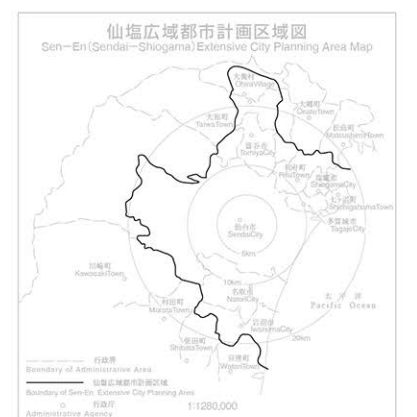 仙塩広域都市計画区域図
Sen-En(Sendai-Shiogama)Extensive City Planning Area Map
大衡村
OhiraVillage
大郷町
OhsatoTown
大和町
TaiwaTown
松島町
MatsushimaTown
富谷市
TomiyaCity
利府町
RifuTown
塩竈市
ShiogamaCity
七ヶ浜町
ShichigahamaTown
多賀城市
TagajoCity
仙台市
SendaiCity
5km
川崎町
KawasakiTown
10km
名取市
NatoriCity
太 平 洋
Pacific Ocean
村田町
MurataTown
岩沼市
IwanumaCity
20km
柴田町
ShibataTown
亘理町
WatariTown
行政界
Boundary of Administrative Area
仙塩広域都市計画区域
Boundary of Sen-En Extensive City Planning Area
行政庁
Administrative Agency
1:1280,000